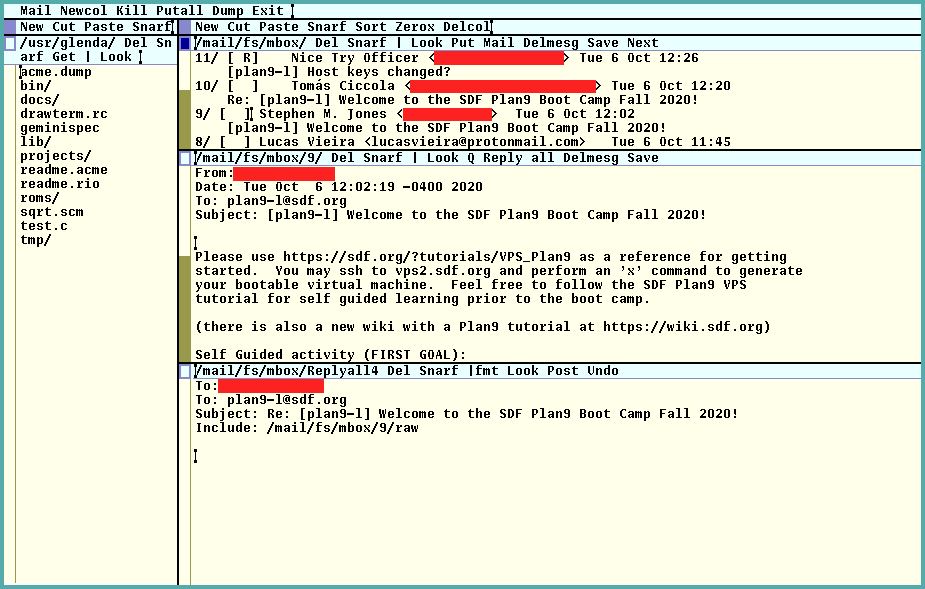 Mail Newcol Kill Putall Dump Exit
New Cut Paste Snarf
/usr/glenda/ Del Sn
arf Get | Look
acme.dump
bin/
docs/
drawterm.rc
geminispec
lib/
projects/
readme.acme
readme.rio
roms/
sqrt.scm
test.c
tmp/
New Cut Paste Snarf Sort Zerox Delcol
/mail/fs/mbox/ Del Snarf | Look Put Mail Delmesg Save Next
11/ [ R]    Nice Try Officer <> Tue 6 Oct 12:26
[plan9-l] Host keys changed?
10/ [  ]    Tomás Ciccola <> Tue 6 Oct 12:20
Re: [plan9-l] Welcome to the SDF Plan9 Boot Camp Fall 2020!
9/ [  ] Stephen M. Jones <>   Tue 6 Oct 12:02
[plan9-l] Welcome to the SDF Plan9 Boot Camp Fall 2020!
8/ [  ] Lucas Vieira <lucasvieira@protonmail.com>   Tue 6 Oct 11:45
/mail/fs/mbox/9/ Del Snarf | Look Q Reply all Delmesg Save
From:
Date: Tue Oct  6 12:02:19 -0400 2020
To: plan9-l@sdf.org
Subject: [plan9-l] Welcome to the SDF Plan9 Boot Camp Fall 2020!
Please use https://sdf.org/?tutorials/VPS_Plan9 as a reference for getting
started.  You may ssh to vps2.sdf.org and perform an 'x' command to generate
your bootable virtual machine.  Feel free to follow the SDF Plan9 VPS
tutorial for self guided learning prior to the boot camp.
(there is also a new wiki with a Plan9 tutorial at https://wiki.sdf.org)
Self Guided activity (FIRST GOAL):
/mail/fs/mbox/Replyall4 Del Snarf |fmt Look Post Undo
To:
To: plan9-l@sdf.org
Subject: Re: [plan9-l] Welcome to the SDF Plan9 Boot Camp Fall 2020!
Include: /mail/fs/mbox/9/raw